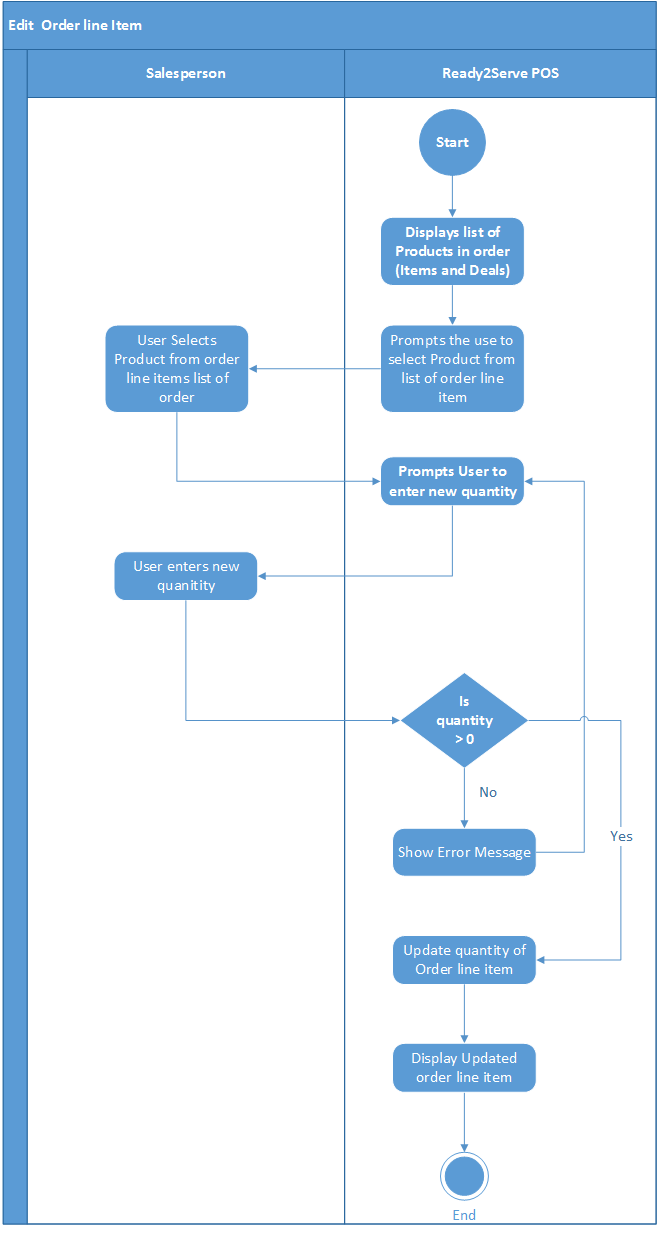 Edit Order line Item
Salesperson
Ready2Serve POS
Start
Displays list of
Products in order
(Items and Deals)
User Selects
Product from order
line items list of
order
Prompts the use to
select Product from
list of order line
item
Prompts User to
enter new quantity
User enters new
quanitity
Is
quantity
> 0
No
Yes
Show Error Message
Update quantity of
Order line item
Display Updated
order line item
End